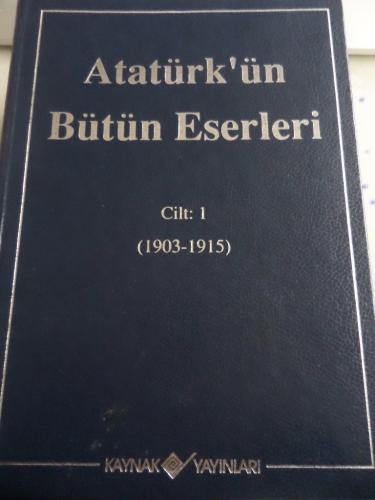 Atatürk'ün
Bütün Eserleri
Cilt: 1
(1903-1915)
KAYNAK YAYINLARI